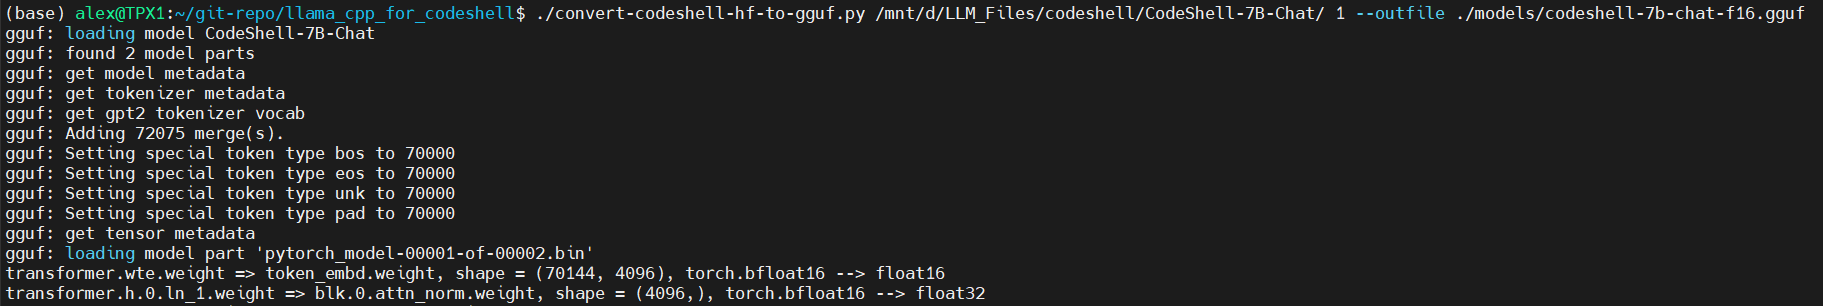 (base) alex@TPX1:~/git-repo/llama_cpp_for_codeshell$ ./convert-codeshell-hf-to-gguf.py /mnt/d/LLM_Files/codeshell/CodeShell-7B-Chat/ 1 --outfile ./models/codeshell-7b-chat-f16.gguf
gguf: loading model CodeShell-7B-Chat
gguf: found 2 model parts
gguf: get model metadata
gguf: get tokenizer metadata
gguf: get gpt2 tokenizer vocab
gguf: Adding 72075 merge(s).
gguf: Setting special token type bos to 70000
gguf: Setting special token type eos to 70000
gguf: Setting special token type unk to 70000
gguf: Setting special token type pad to 70000
gguf: get tensor metadata
gguf: loading model part 'pytorch_model-00001-of-00002.bin'
transformer.wte.weight => token_embd.weight, shape = (70144, 4096), torch.bfloat16 --> float16
transformer.h.0.ln_1.weight => blk.0.attn_norm.weight, shape = (4096,), torch.bfloat16 --> float32